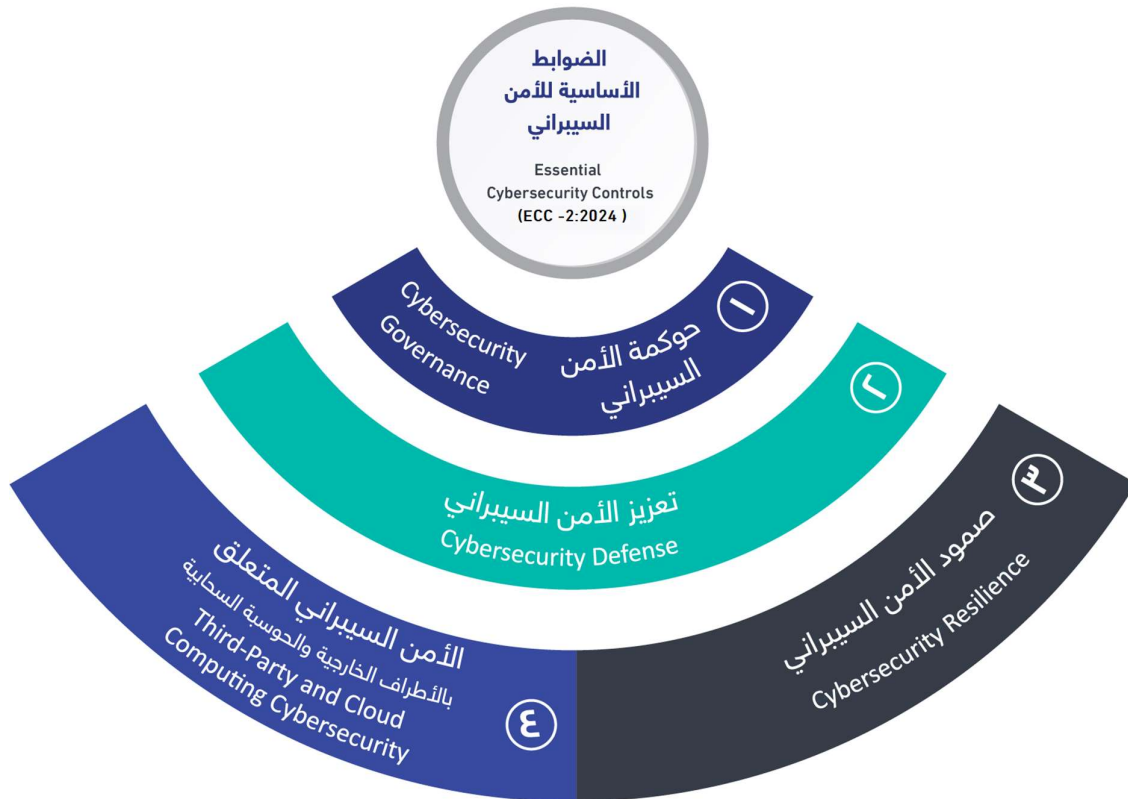 الضوابط
الأساسية للأمن
السيبراني
Essential
Cybersecurity Controls
(ECC -2:2024 )
١
حوكمة الأمن
السيبراني
Cybersecurity
Governance
٢
تعزيز الأمن السيبراني
Cybersecurity Defense
٣
صمود الأمن السيبراني
Cybersecurity Resilience
٤
الأمن السيبراني المتعلق
بالأطراف الخارجية والحوسبة السحابية
Third-Party and Cloud
Computing Cybersecurity